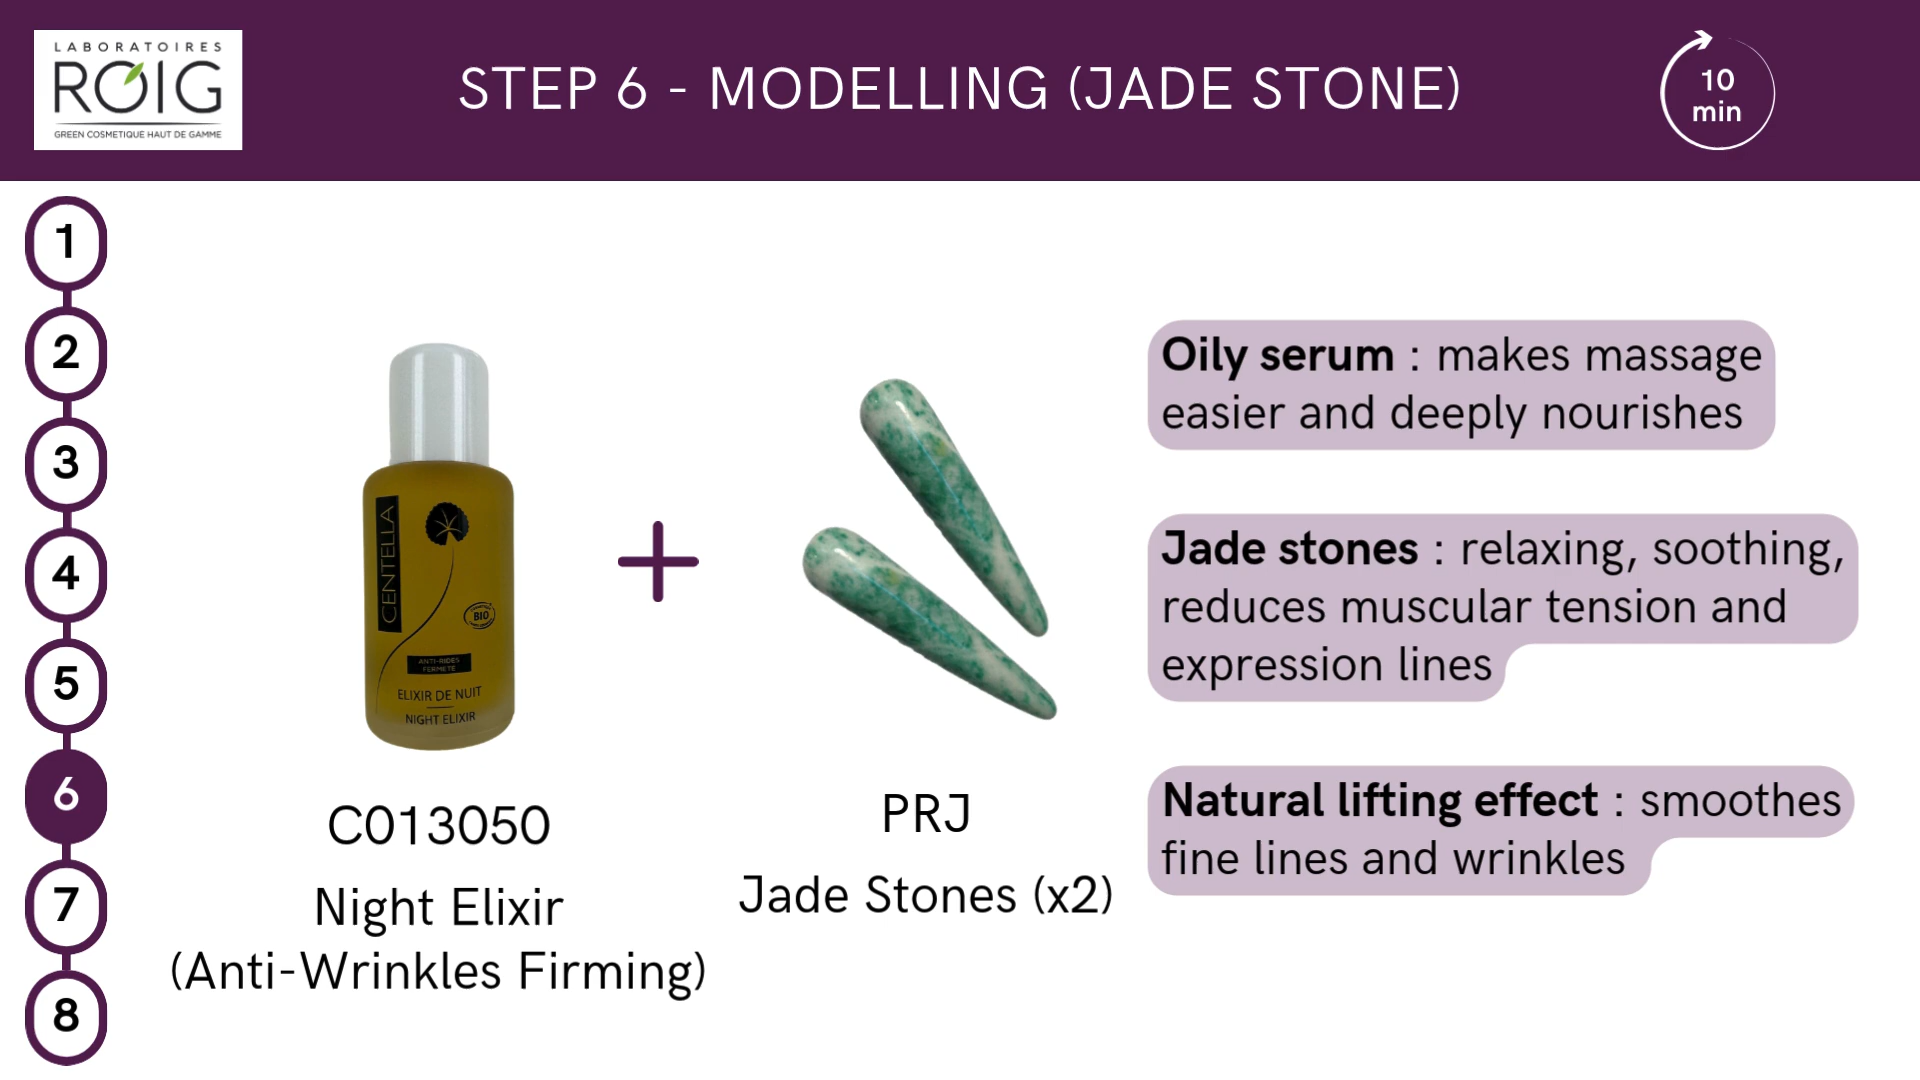 LABORATOIRES
ROIG
GREEN COSMETIQUE HAUT DE GAMME
STEP 6 - MODELLING (JADE STONE)
10
min
1
2
3
4
5
6
7
8
CENTELLA
BIO
ANTI-RIDES
FERMETÉ
ELIXIR DE NUIT
NIGHT ELIXIR
C013050
Night Elixir
(Anti-Wrinkles Firming)
PRJ
Jade Stones (x2)
Oily serum : makes massage
easier and deeply nourishes
Jade stones : relaxing, soothing,
reduces muscular tension and
expression lines
Natural lifting effect : smoothes
fine lines and wrinkles